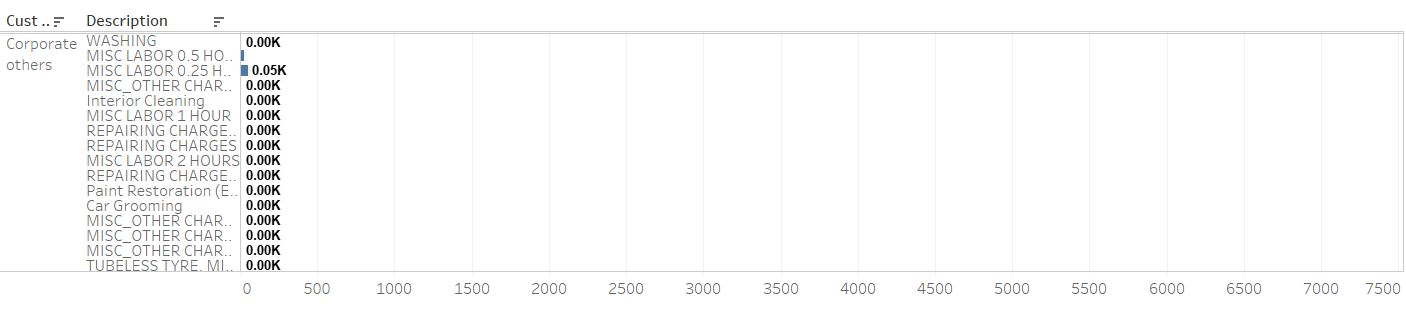 Cust .. Description
Corporate others
WASHING 0.00K
MISC LABOR 0.5 HO..
MISC LABOR 0.25 H.. 0.05K
MISC_OTHER CHAR.. 0.00K
Interior Cleaning 0.00K
MISC LABOR 1 HOUR 0.00K
REPAIRING CHARGE.. 0.00K
REPAIRING CHARGES 0.00K
MISC LABOR 2 HOURS 0.00K
REPAIRING CHARGE.. 0.00K
Paint Restoration (E.. 0.00K
Car Grooming 0.00K
MISC_OTHER CHAR.. 0.00K
MISC_OTHER CHAR.. 0.00K
MISC_OTHER CHAR.. 0.00K
TUBELESS TYRE, MI.. 0.00K
0 500 1000 1500 2000 2500 3000 3500 4000 4500 5000 5500 6000 6500 7000 7500